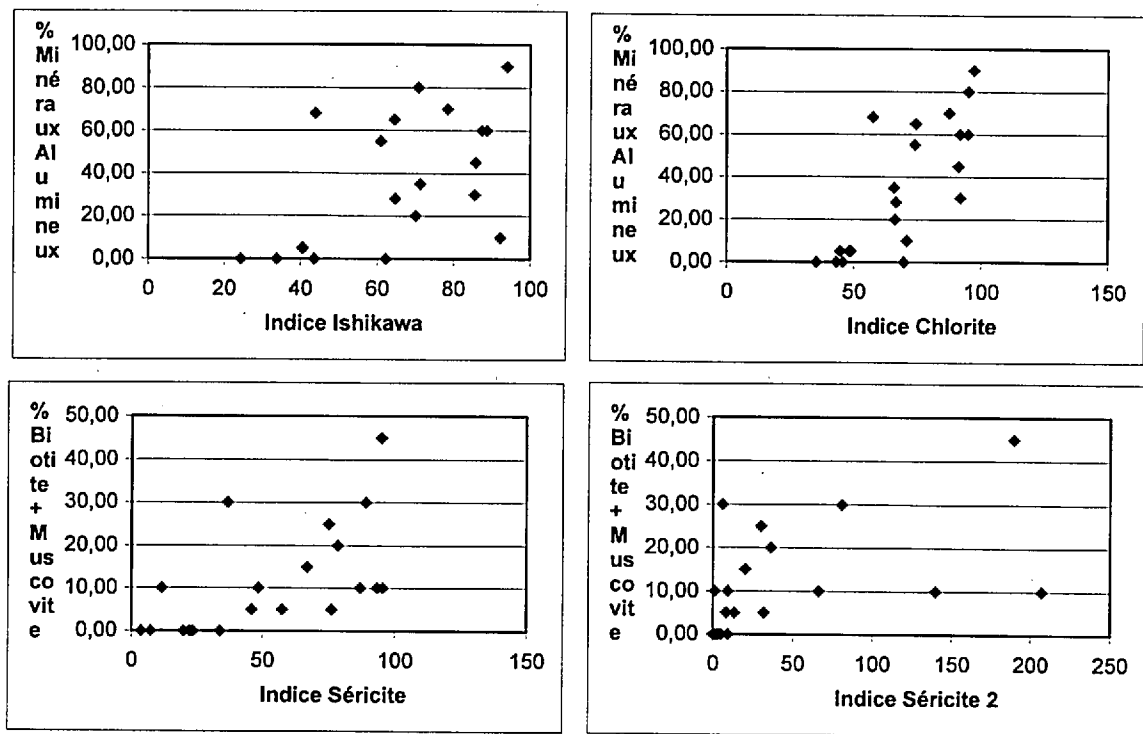 %
Mi
né
ra
ux
Al
u
mi
ne
ux
100,00
80,00
60,00
40,00
20,00
0,00
0 20 40 60 80 100
Indice Ishikawa
%
Mi
né
ra
ux
Al
u
mi
ne
ux
100,00
80,00
60,00
40,00
20,00
0,00
0 50 100 150
Indice Chlorite
%
Bi
oti
te
+
M
us
co
vit
e
50,00
40,00
30,00
20,00
10,00
0,00
0 50 100 150
Indice Séricite
%
Bi
oti
te
+
M
us
co
vit
e
50,00
40,00
30,00
20,00
10,00
0,00
0 50 100 150 200 250
Indice Séricite 2